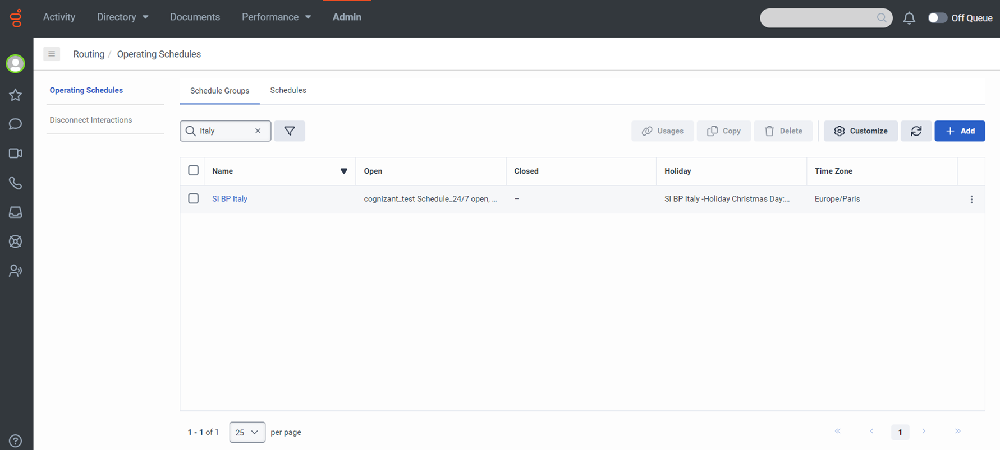 Activity Directory Documents Performance Admin Off Queue
Routing / Operating Schedules
Operating Schedules
Disconnect Interactions
Schedule Groups Schedules
Italy Usages Copy Delete Customize Add
Name Open Closed Holiday Time Zone
SI BP Italy cognizant_test Schedule_24/7 open, ... – SI BP Italy -Holiday Christmas Day:... Europe/Paris
1 - 1 of 1 25 per page 1